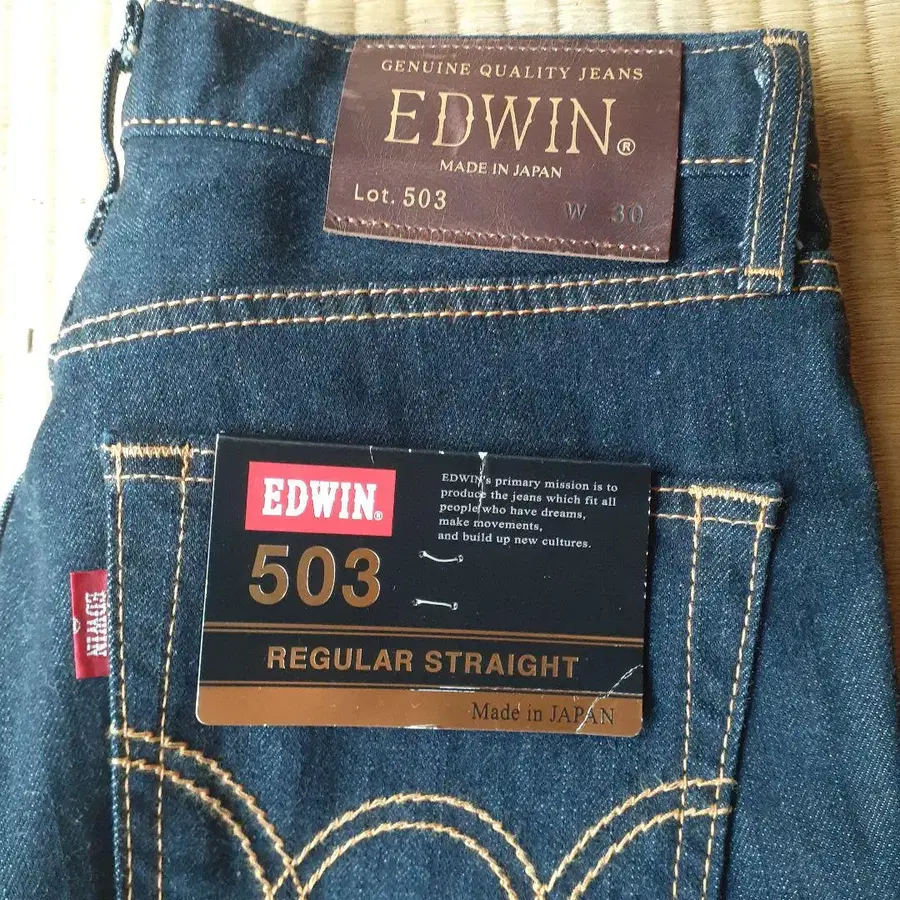 GENUINE QUALITY JEANS
EDWIN®
MADE IN JAPAN
Lot. 503
W 30
EDWIN®
503
EDWIN's primary mission is to
produce the jeans which fit all
people who have dreams,
make movements,
and build up new cultures.
REGULAR STRAIGHT
Made in JAPAN
EDWIN